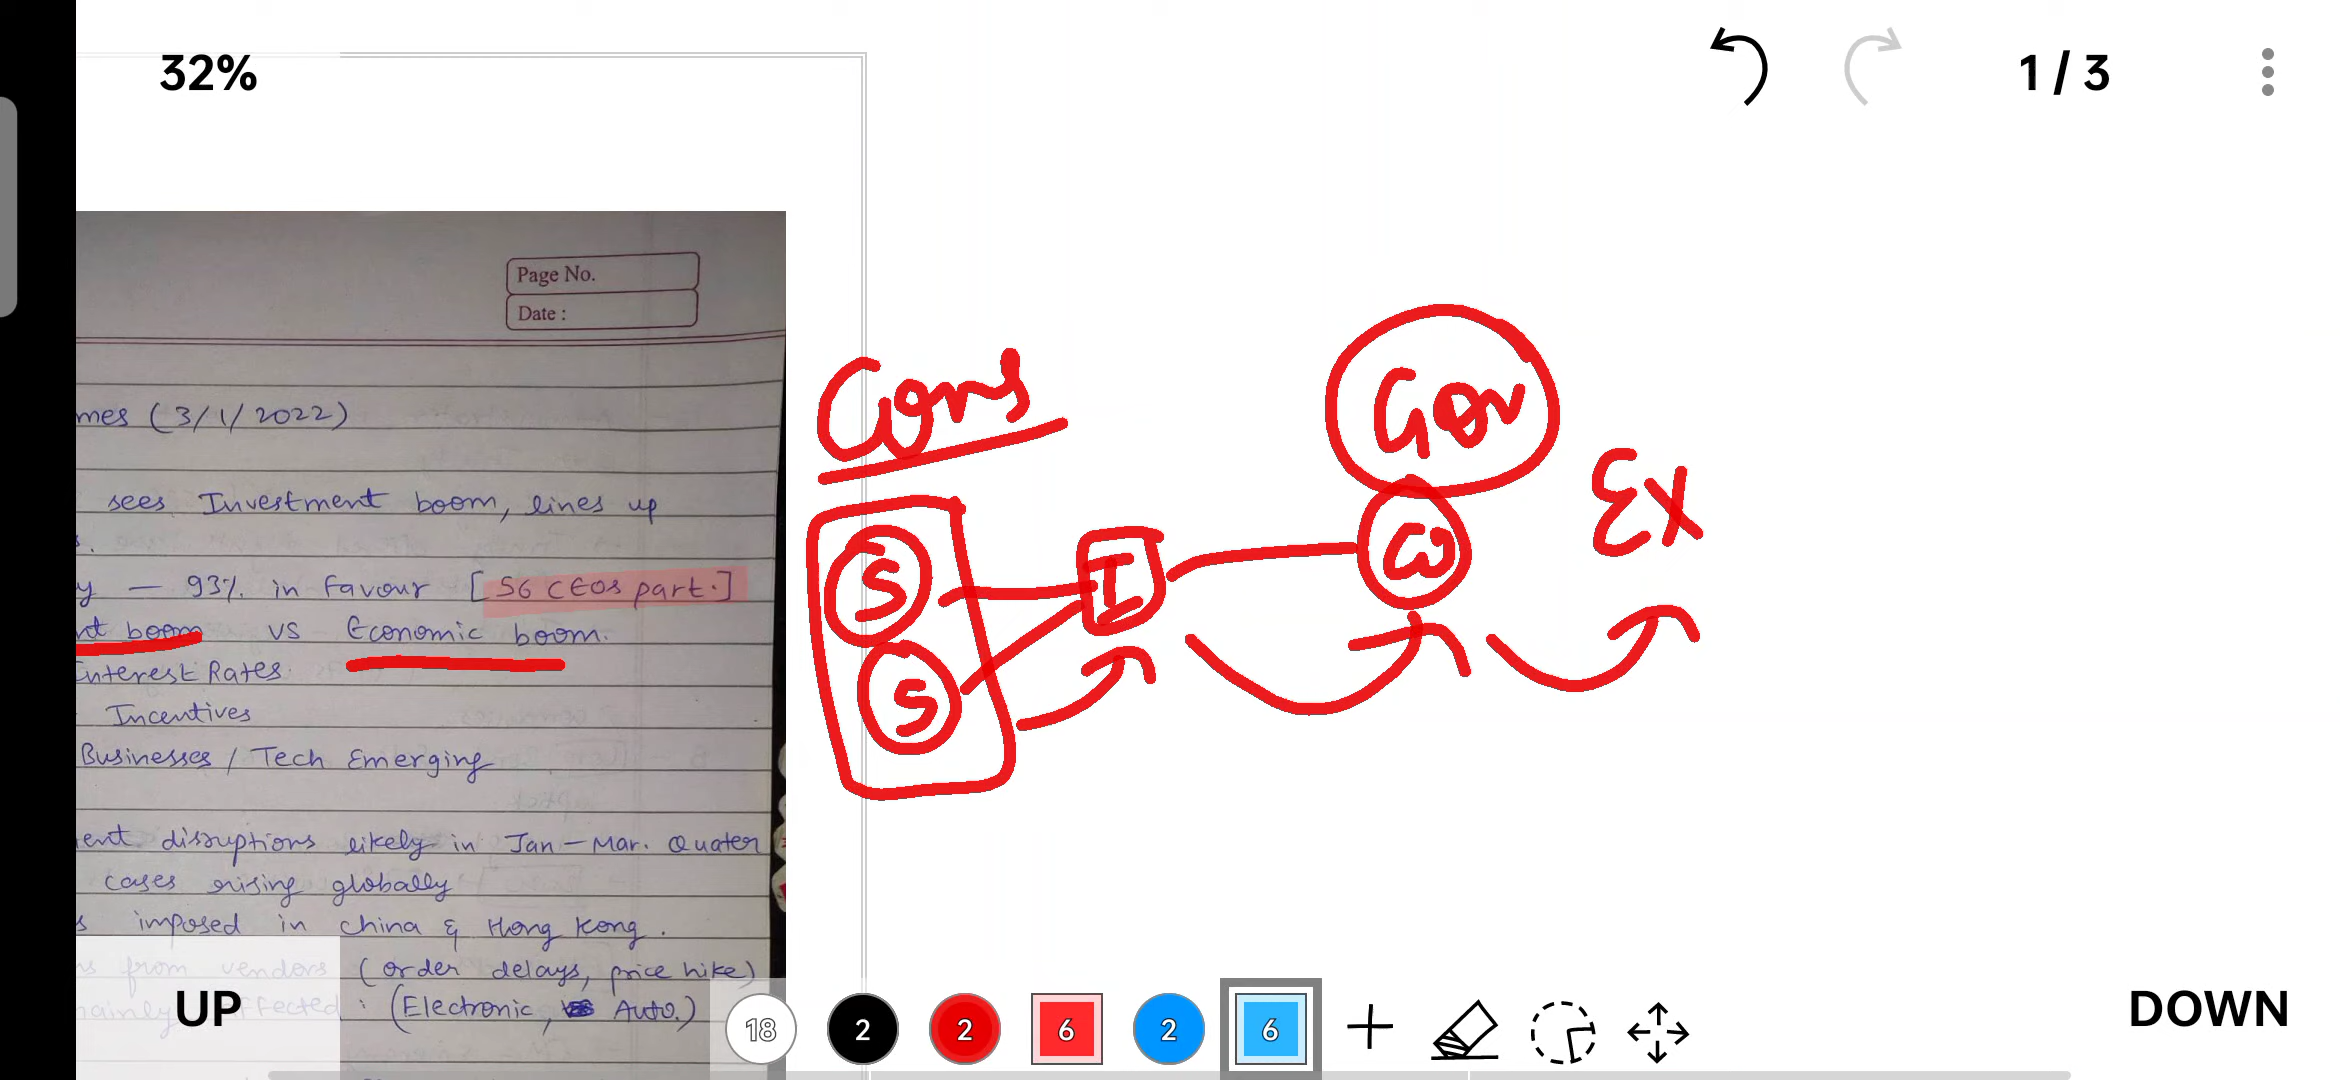 32%
1 / 3
Page No.
Date :
mes (3/1/2022)
sees Investment boom, lines up
s.
y — 93% in favour [56 CEOs part.]
nt boom vs Economic boom.
Interest Rates.
Incentives
Businesses / Tech Emerging
ent disruptions likely in Jan - Mar. Quater
cases rising globally
s imposed in China & Hong Kong.
ns from vendors (order delays, price hike)
mainly ffected : (Electronic, Auto.)
Cons
Gov
Ex
S
I
G
S
UP
18
2
2
6
2
6
DOWN